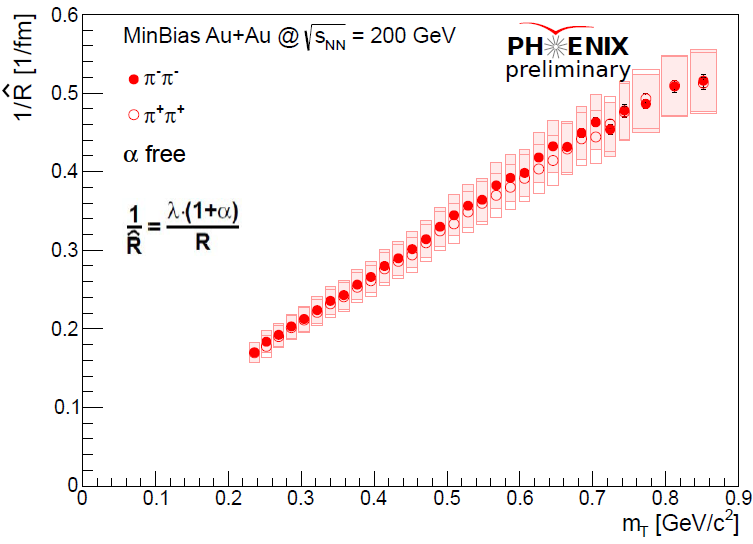 MinBias Au+Au @ √sNN = 200 GeV
PHENIX
preliminary
π-π-
π+π+
α free
1/R̂ = λ·(1+α)/R
1/R̂ [1/fm]
0.6
0.5
0.4
0.3
0.2
0.1
0
0 0.1 0.2 0.3 0.4 0.5 0.6 0.7 0.8 0.9
mT [GeV/c2]